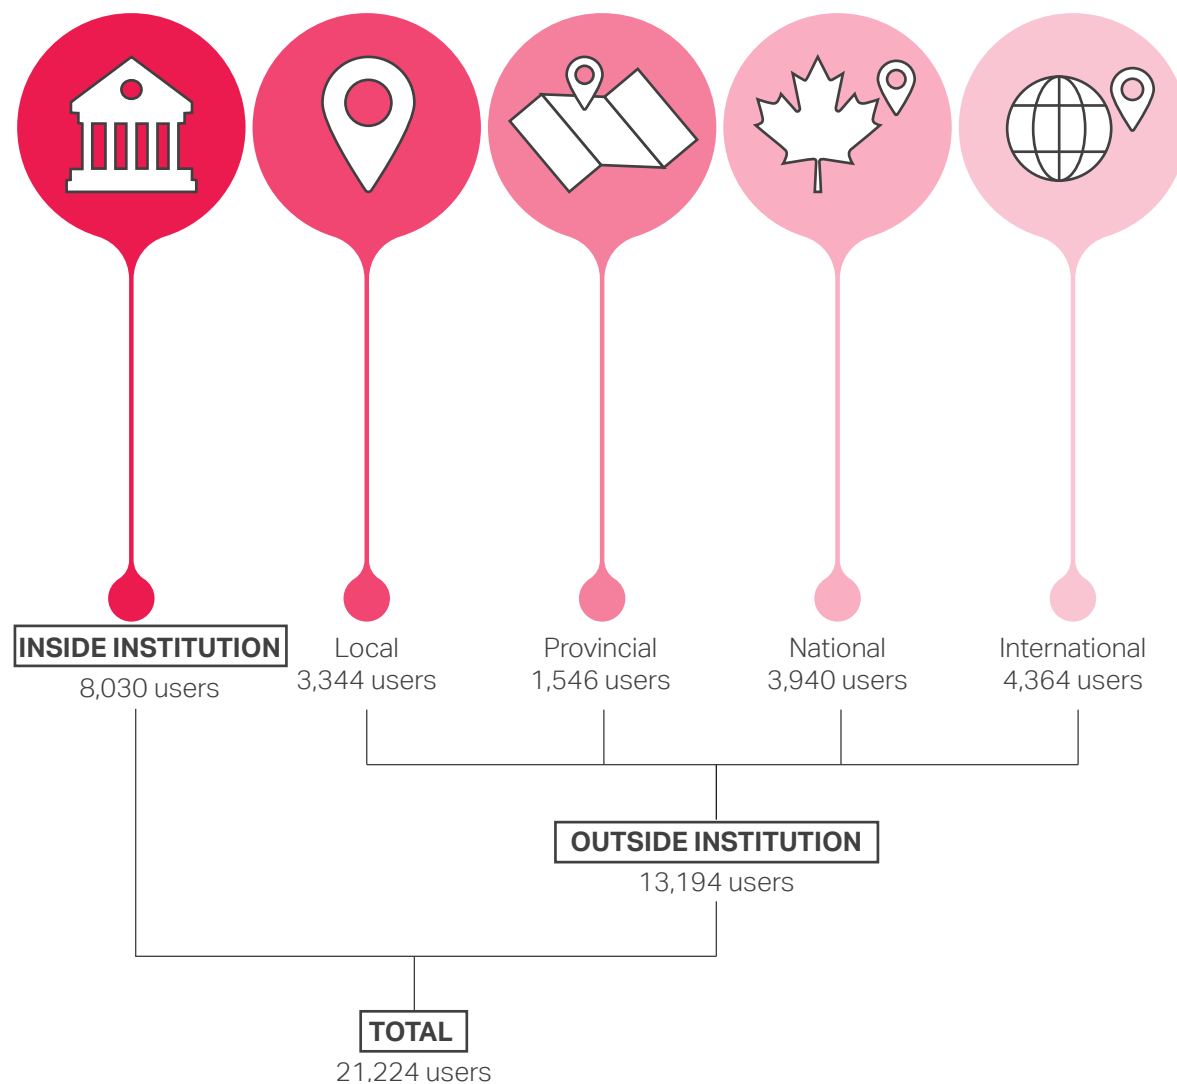 INSIDE INSTITUTION
8,030 users
Local
3,344 users
Provincial
1,546 users
National
3,940 users
International
4,364 users
OUTSIDE INSTITUTION
13,194 users
TOTAL
21,224 users